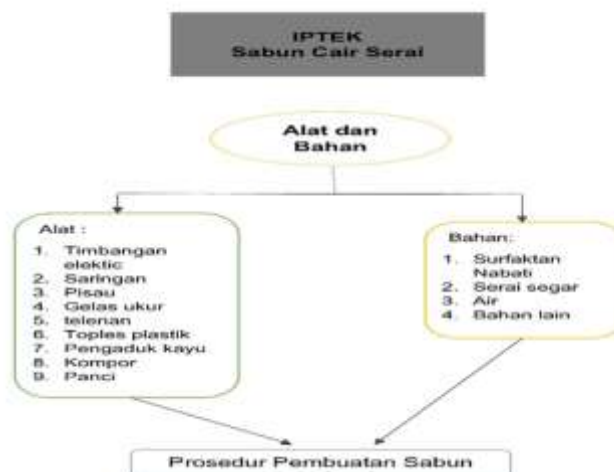 IPTEK
Sabun Cair Serai
Alat dan
Bahan
Alat :
1. Timbangan
elektic
2. Saringan
3. Pisau
4. Gelas ukur
5. telenan
6. Toples plastik
7. Pengaduk kayu
8. Kompor
9. Panci
Bahan:
1. Surfaktan
Nabati
2. Serai segar
3. Air
4. Bahan lain
Prosedur Pembuatan Sabun